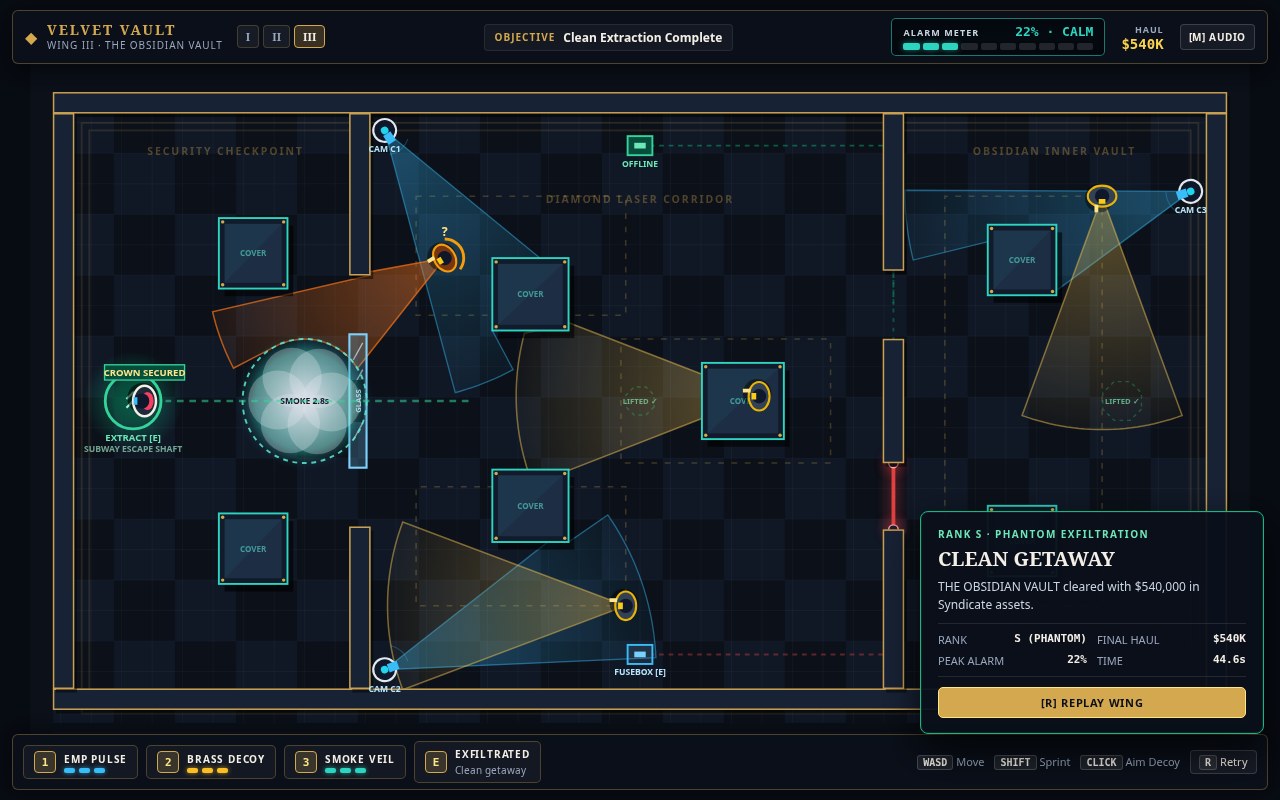 VELVET VAULT
WING III · THE OBSIDIAN VAULT
I II III
OBJECTIVE Clean Extraction Complete
ALARM METER 22% · CALM
HAUL
$540K
[M] AUDIO
SECURITY CHECKPOINT
CAM C1
OFFLINE
DIAMOND LASER CORRIDOR
OBSIDIAN INNER VAULT
CAM C3
?
COVER
COVER
COVER
CROWN SECURED
SMOKE 2.8s
GLASS
LIFTED ✓
COV
LIFTED ✓
EXTRACT [E]
SUBWAY ESCAPE SHAFT
COVER
COVER
CAM C2
FUSEBOX [E]
RANK S · PHANTOM EXFILTRATION
CLEAN GETAWAY
THE OBSIDIAN VAULT cleared with $540,000 in
Syndicate assets.
RANK S (PHANTOM) FINAL HAUL $540K
PEAK ALARM 22% TIME 44.6s
[R] REPLAY WING
1 EMP PULSE
2 BRASS DECOY
3 SMOKE VEIL
E EXFILTRATED
Clean getaway
WASD Move SHIFT Sprint CLICK Aim Decoy R Retry